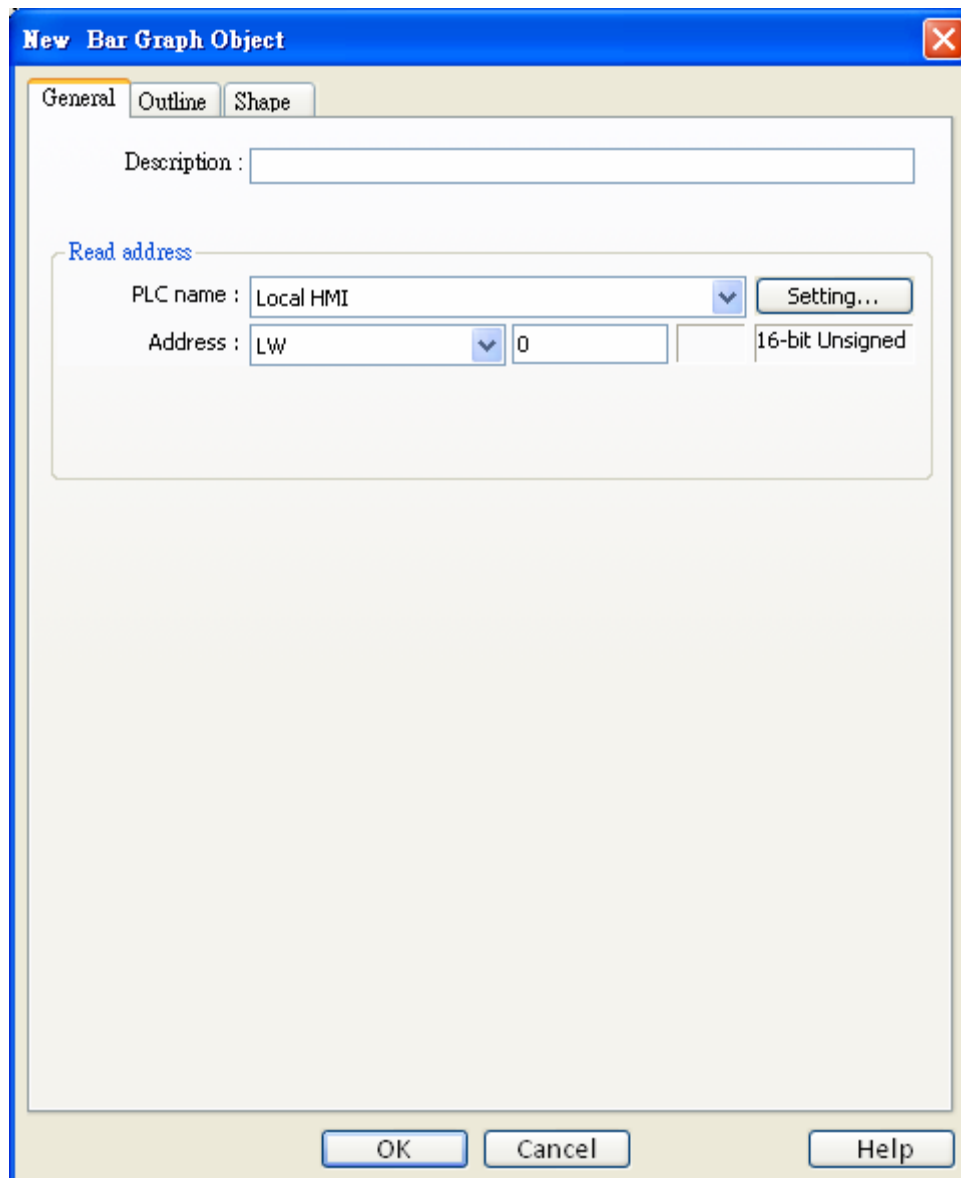 New Bar Graph Object
General Outline Shape
Description :
Read address
PLC name : Local HMI Setting...
Address : LW 0 16-bit Unsigned
OK Cancel Help